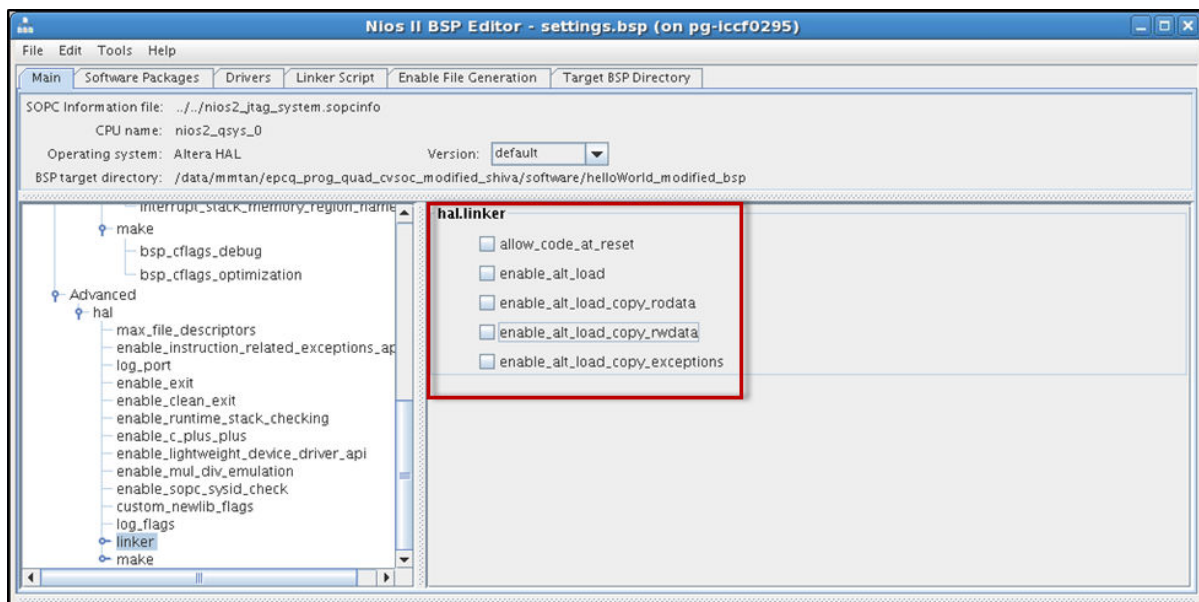 Nios II BSP Editor - settings.bsp (on pg-iccf0295)
File Edit Tools Help
Main Software Packages Drivers Linker Script Enable File Generation Target BSP Directory
SOPC Information file: ../../nios2_jtag_system.sopcinfo
CPU name: nios2_qsys_0
Operating system: Altera HAL Version: default
BSP target directory: /data/mmtan/epcq_prog_quad_cvsoc_modified_shiva/software/helloWorld_modified_bsp
interrupt_stack_memory_region_name
make
bsp_cflags_debug
bsp_cflags_optimization
Advanced
hal
max_file_descriptors
enable_instruction_related_exceptions_ap
log_port
enable_exit
enable_clean_exit
enable_runtime_stack_checking
enable_c_plus_plus
enable_lightweight_device_driver_api
enable_mul_div_emulation
enable_sopc_sysid_check
custom_newlib_flags
log_flags
linker
make
hal.linker
allow_code_at_reset
enable_alt_load
enable_alt_load_copy_rodata
enable_alt_load_copy_rwdata
enable_alt_load_copy_exceptions